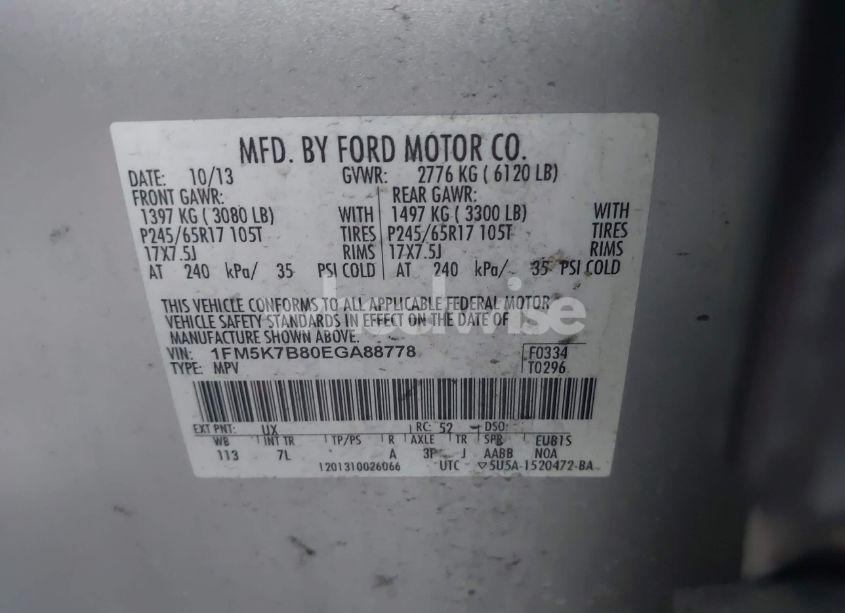 MFD. BY FORD MOTOR CO.
DATE: 10/13 GVWR: 2776 KG ( 6120 LB)
FRONT GAWR: REAR GAWR:
1397 KG ( 3080 LB) WITH 1497 KG ( 3300 LB) WITH
P245/65R17 105T TIRES P245/65R17 105T TIRES
17X7.5J RIMS 17X7.5J RIMS
AT 240 kPa/ 35 PSI COLD AT 240 kPa/ 35 PSI COLD
THIS VEHICLE CONFORMS TO ALL APPLICABLE FEDERAL MOTOR
VEHICLE SAFETY STANDARDS IN EFFECT ON THE DATE OF
MANUFACTURE SHOWN ABOVE.
VIN: 1FM5K7B80EGA88778 F0334
TYPE: MPV T0296
EXT PNT: UX RC: 52 DSO:
WB INT TR TP/PS R AXLE TR SPR EUB1S
113 7L A 3P J AABB NOA
1201310026066 UTC ▽5U5A-1520472-BA